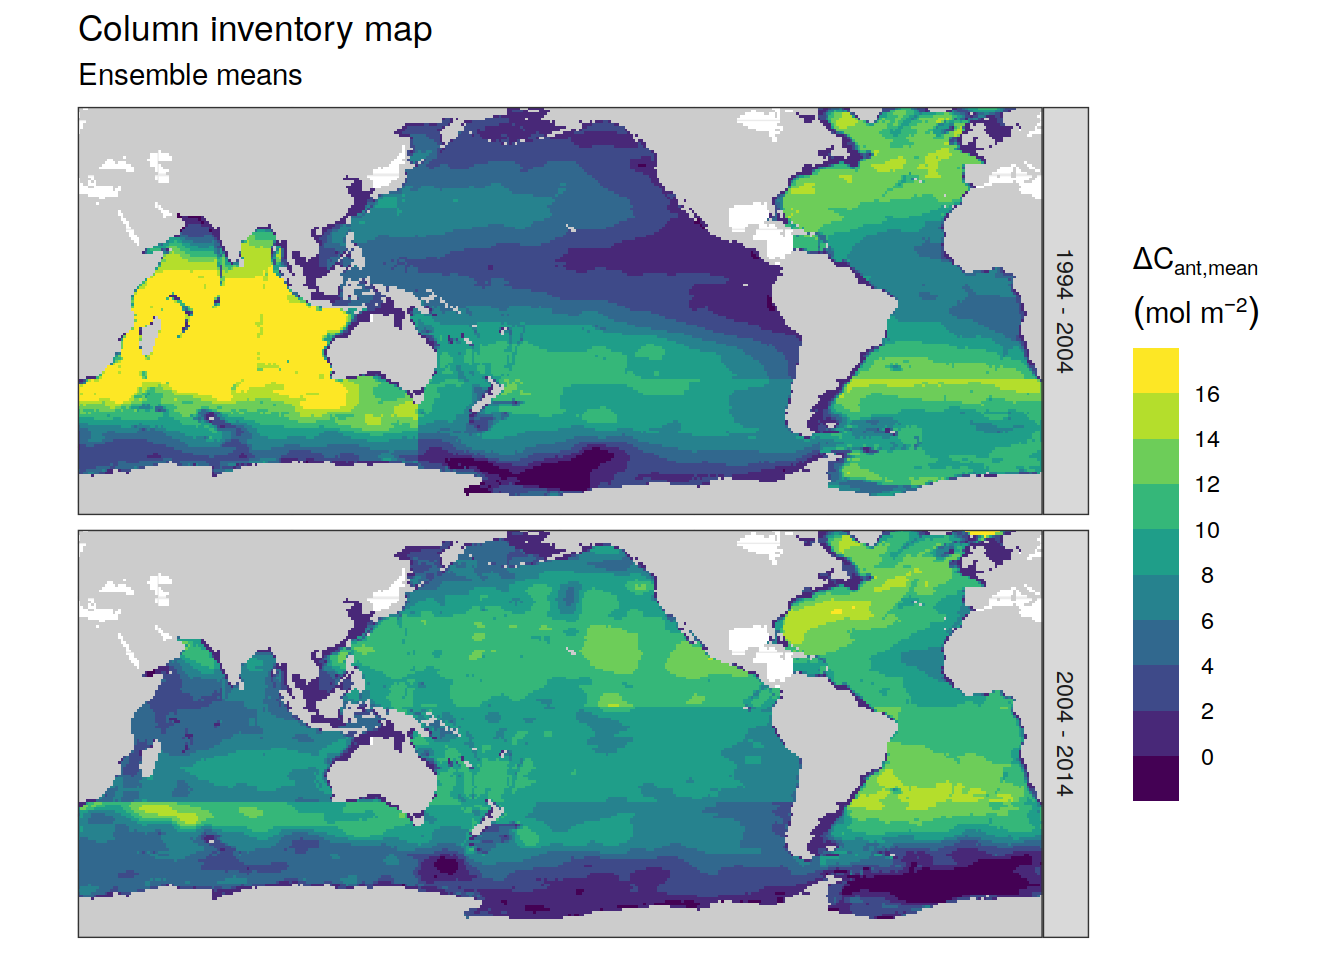 Column inventory map
Ensemble means
1994 - 2004
2004 - 2014
ΔCant,mean
(mol m−2)
16
14
12
10
8
6
4
2
0